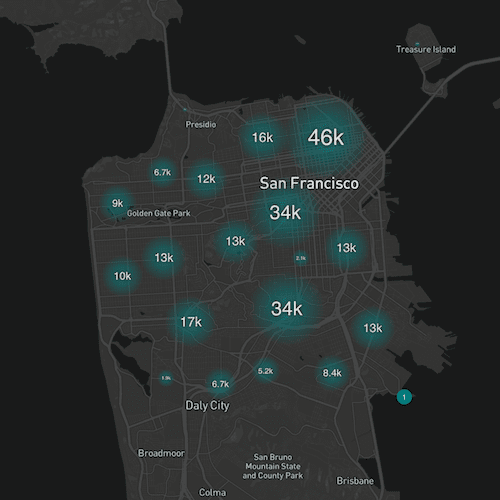 Treasure Island
Presidio
16k
46k
6.7k
12k
San Francisco
9k
Golden Gate Park
34k
13k
13k
13k
2.1k
10k
34k
17k
13k
5.2k
8.4k
6.7k
1
Daly City
Broadmoor
San Bruno
Mountain State
and County Park
Brisbane
Colma